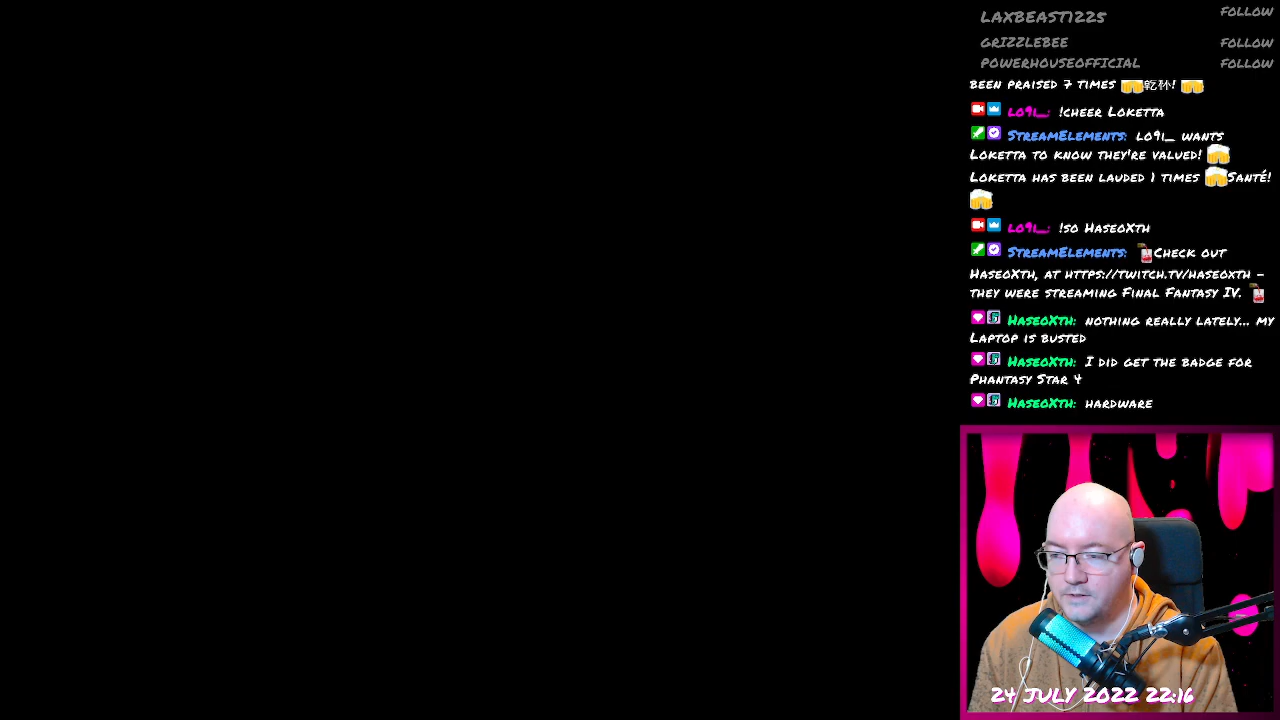 LAXBEAST1225 FOLLOW
GRIZZLEBEE FOLLOW
POWERHOUSEOFFICIAL FOLLOW
BEEN PRAISED 7 TIMES 乾杯! 
LO91_: !CHEER LOKETTA
STREAMELEMENTS: LO91_ WANTS
LOKETTA TO KNOW THEY'RE VALUED!
LOKETTA HAS BEEN LAUDED 1 TIMES SANTÉ!
LO91_: !SO HASEOXTH
STREAMELEMENTS: CHECK OUT
HASEOXTH, AT HTTPS://TWITCH.TV/HASEOXTH -
THEY WERE STREAMING FINAL FANTASY IV.
HASEOXTH: NOTHING REALLY LATELY... MY
LAPTOP IS BUSTED
HASEOXTH: I DID GET THE BADGE FOR
PHANTASY STAR 4
HASEOXTH: HARDWARE
24 JULY 2022 22:16